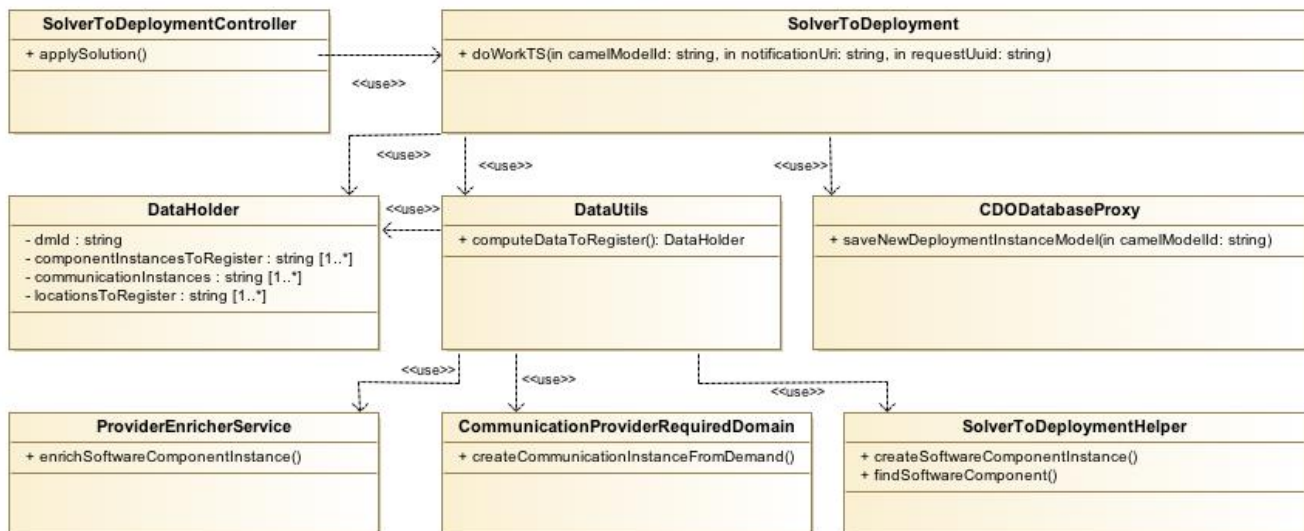 SolverToDeploymentController
+ applySolution()
<<use>>
SolverToDeployment
+ doWorkTS(in camelModelId: string, in notificationUri: string, in requestUuid: string)
<<use>>
<<use>>
<<use>>
DataHolder
- dmId : string
- componentInstancesToRegister : string [1..*]
- communicationInstances : string [1..*]
- locationsToRegister : string [1..*]
<<use>>
DataUtils
+ computeDataToRegister(): DataHolder
CDODatabaseProxy
+ saveNewDeploymentInstanceModel(in camelModelId: string)
<<use>>
<<use>>
<<use>>
ProviderEnricherService
+ enrichSoftwareComponentInstance()
CommunicationProviderRequiredDomain
+ createCommunicationInstanceFromDemand()
SolverToDeploymentHelper
+ createSoftwareComponentInstance()
+ findSoftwareComponent()